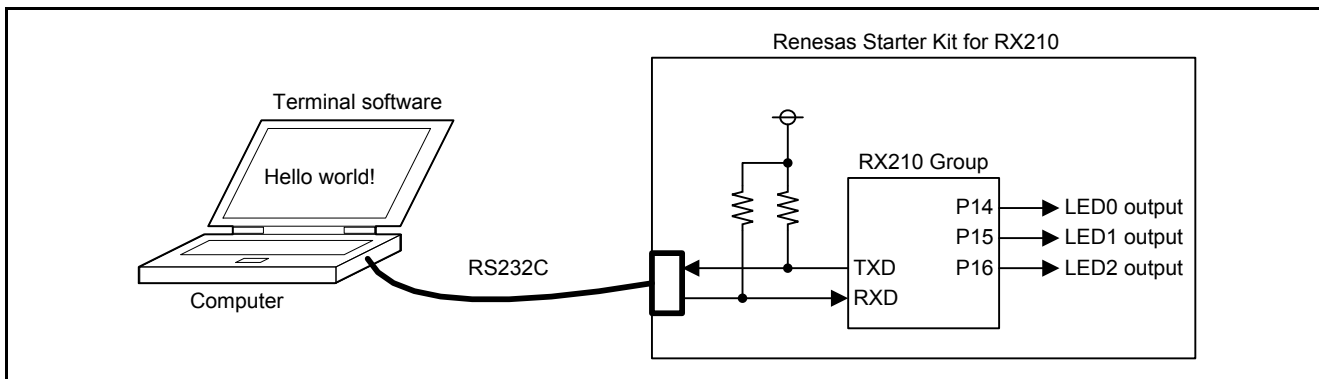 Renesas Starter Kit for RX210
Terminal software
Hello world!
Computer
RS232C
RX210 Group
P14
LED0 output
P15
LED1 output
P16
LED2 output
TXD
RXD